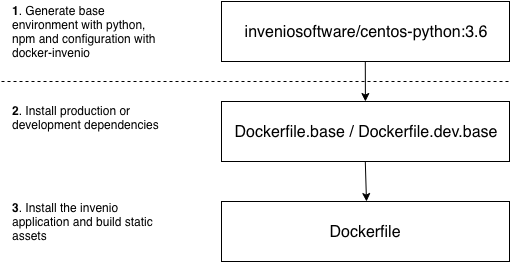 1. Generate base
environment with python,
npm and configuration with
docker-invenio
inveniosoftware/centos-python:3.6
2. Install production or
development dependencies
Dockerfile.base / Dockerfile.dev.base
3. Install the invenio
application and build static
assets
Dockerfile